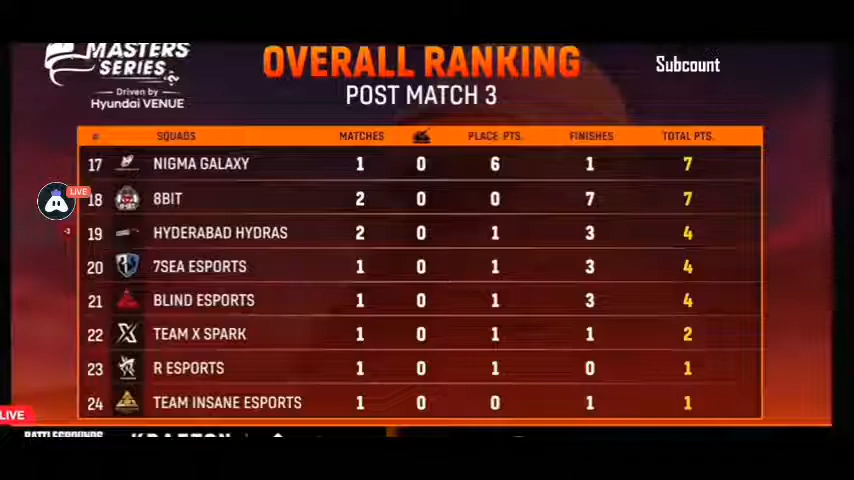 MASTERS
SERIES
Driven by
Hyundai VENUE
OVERALL RANKING
POST MATCH 3
Subcount
# SQUADS MATCHES PLACE PTS. FINISHES TOTAL PTS.
17 NIGMA GALAXY 1 0 6 1 7
18 8BIT 2 0 0 7 7
19 HYDERABAD HYDRAS 2 0 1 3 4
20 7SEA ESPORTS 1 0 1 3 4
21 BLIND ESPORTS 1 0 1 3 4
22 TEAM X SPARK 1 0 1 1 2
23 R ESPORTS 1 0 1 0 1
24 TEAM INSANE ESPORTS 1 0 0 1 1
LIVE
LIVE
BATTLEGROUNDS
KRAFTON